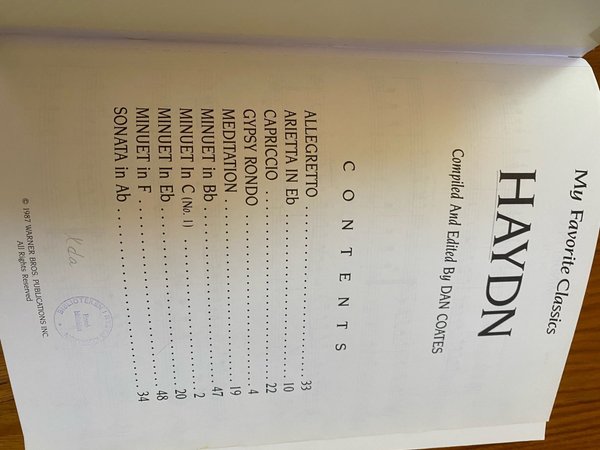 My Favorite Classics
HAYDN
Compiled And Edited By DAN COATES
CONTENTS
ALLEGRETTO . . . . . . . . . . . . . . . . . . . . 33
ARIETTA IN Eb . . . . . . . . . . . . . . . . . . 10
CAPRICCIO . . . . . . . . . . . . . . . . . . . . 22
GYPSY RONDO . . . . . . . . . . . . . . . . . . . 4
MEDITATION . . . . . . . . . . . . . . . . . . . . 19
MINUET in Bb . . . . . . . . . . . . . . . . . . . 47
MINUET In C (No. 1) . . . . . . . . . . . . . . . 2
MINUET In Eb . . . . . . . . . . . . . . . . . . . 20
MINUET in F . . . . . . . . . . . . . . . . . . . 48
SONATA in Ab . . . . . . . . . . . . . . . . . . . 34
© 1987 WARNER BROS. PUBLICATIONS INC.
All Rights Reserved